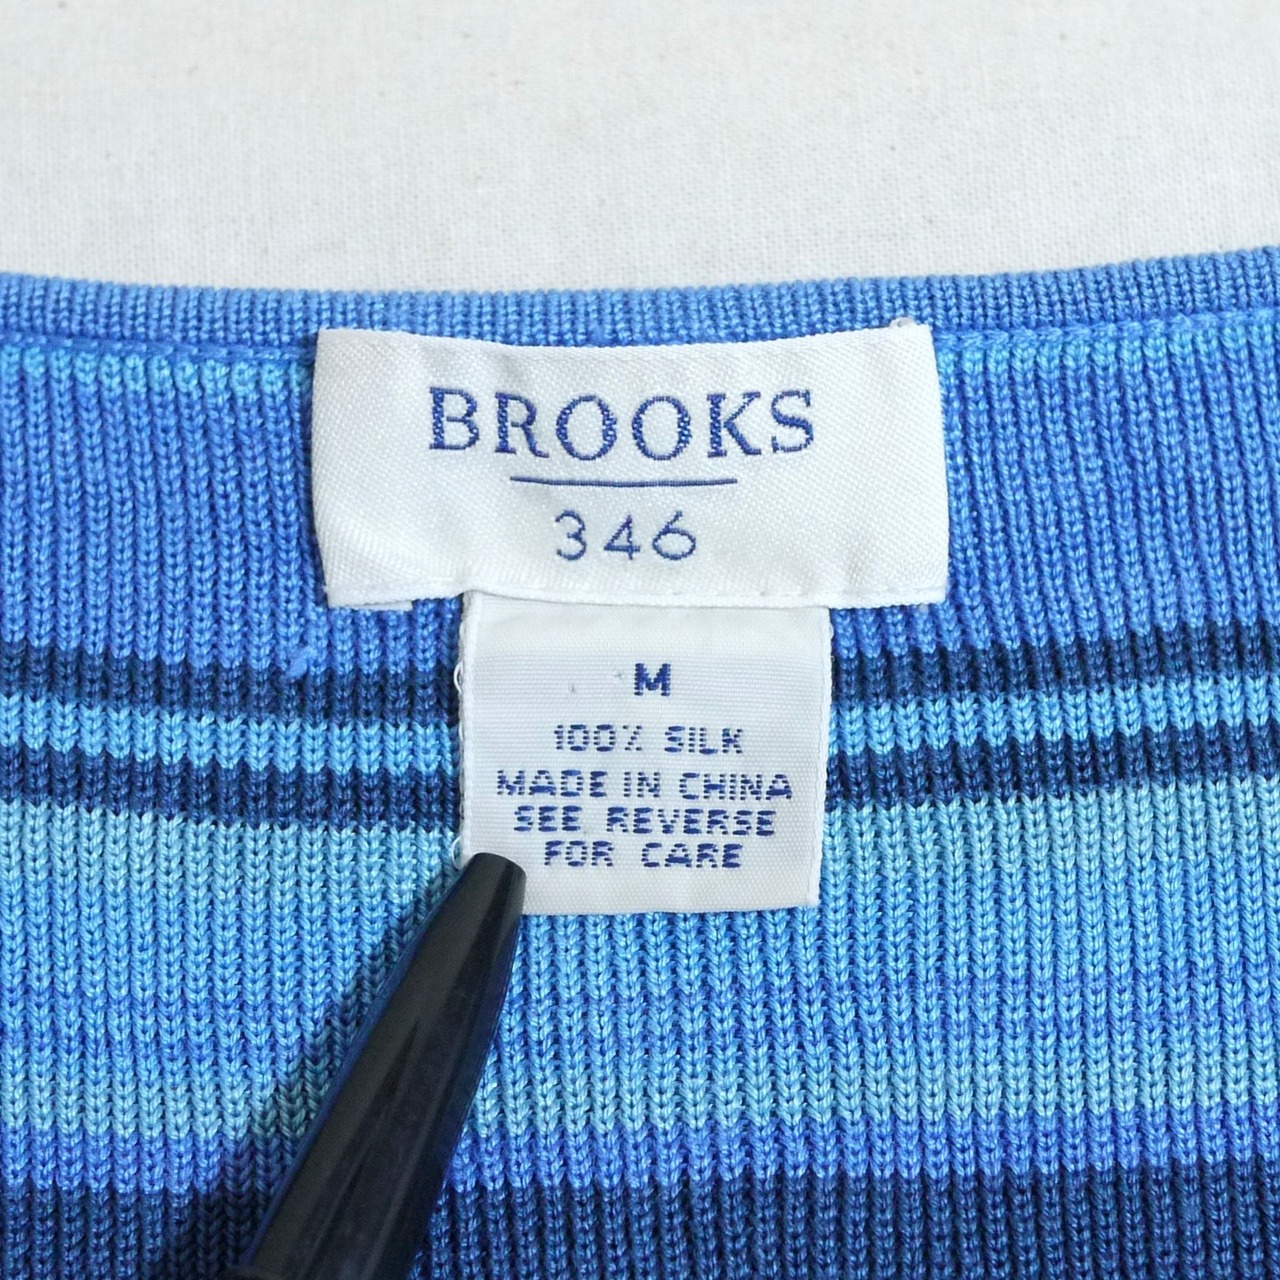 BROOKS
346
M
100% SILK
MADE IN CHINA
SEE REVERSE
FOR CARE